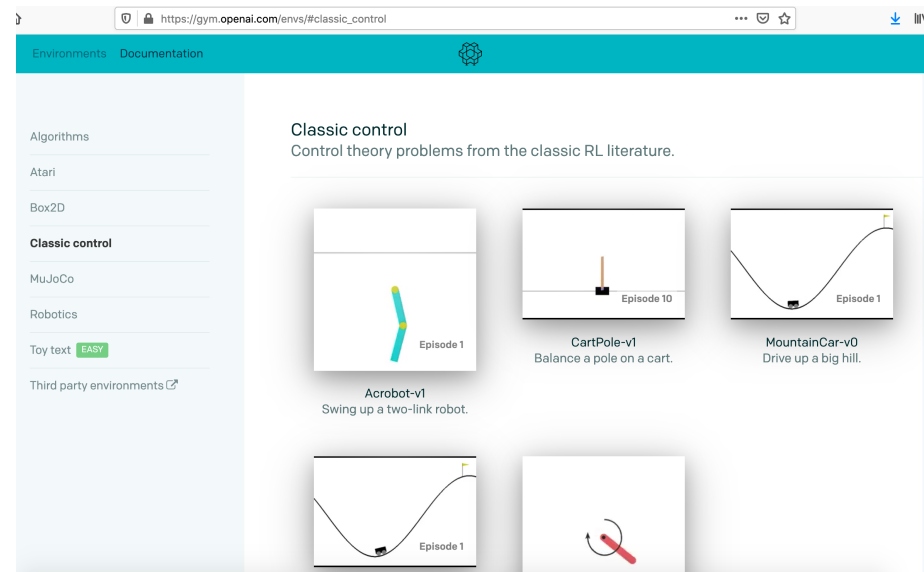 https://gym.openai.com/envs/#classic_control
Environments Documentation
Algorithms
Atari
Box2D
Classic control
MuJoCo
Robotics
Toy text EASY
Third party environments
Classic control
Control theory problems from the classic RL literature.
Episode 1
Acrobot-v1
Swing up a two-link robot.
Episode 10
CartPole-v1
Balance a pole on a cart.
Episode 1
MountainCar-v0
Drive up a big hill.
Episode 1